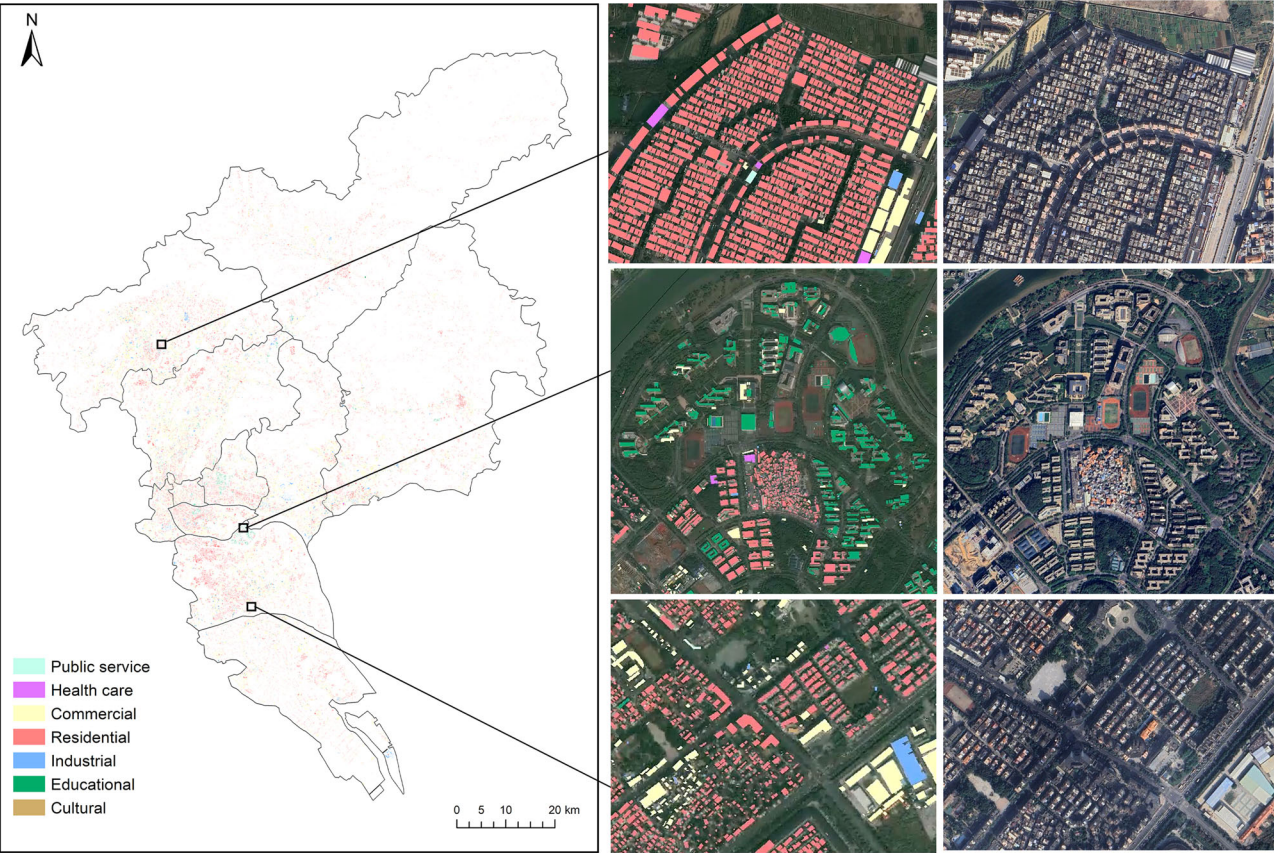 N
Public service
Health care
Commercial
Residential
Industrial
Educational
Cultural
0 5 10 20 km